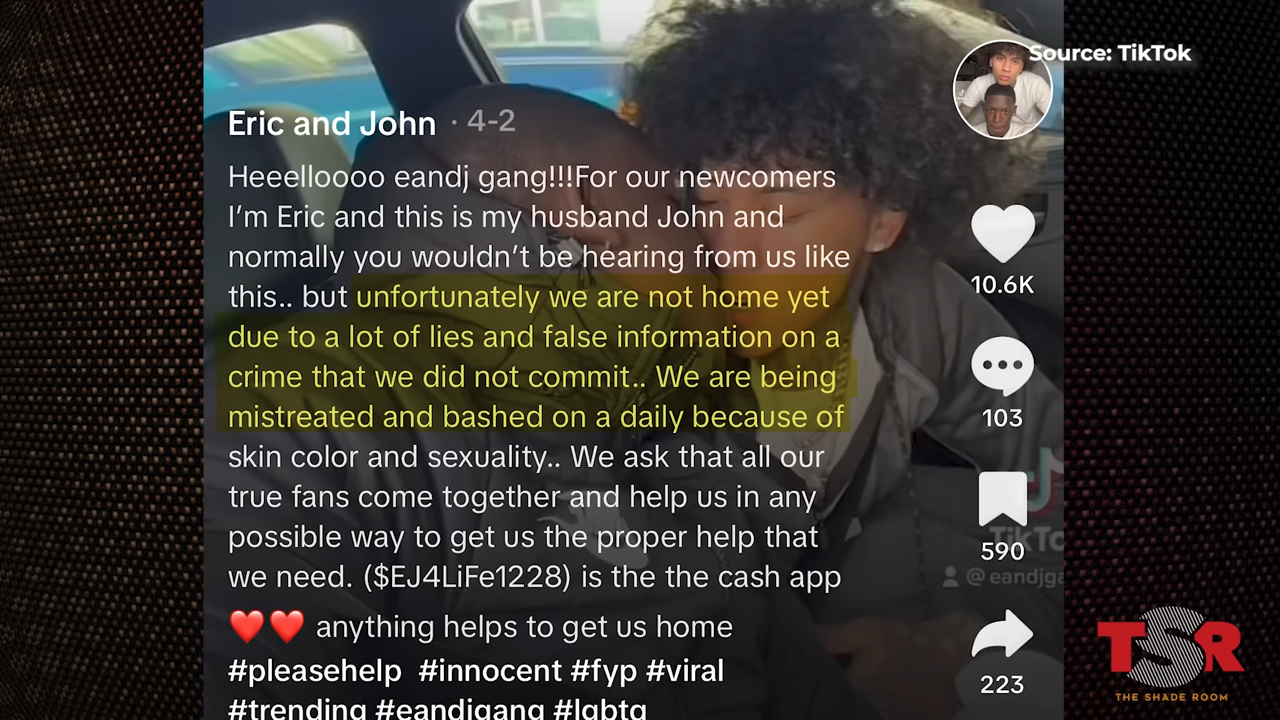 Source: TikTok
Eric and John · 4-2
Heeelloooo eandj gang!!!For our newcomers
I'm Eric and this is my husband John and
normally you wouldn't be hearing from us like
this.. but unfortunately we are not home yet
due to a lot of lies and false information on a
crime that we did not commit.. We are being
mistreated and bashed on a daily because of
skin color and sexuality.. We ask that all our
true fans come together and help us in any
possible way to get us the proper help that
we need. ($EJ4LiFe1228) is the the cash app
❤️❤️ anything helps to get us home
#pleasehelp #innocent #fyp #viral
#trending #eandjgang #lgbtq
10.6K
103
590
223
TikTo
@eandjga
TSR
THE SHADE ROOM